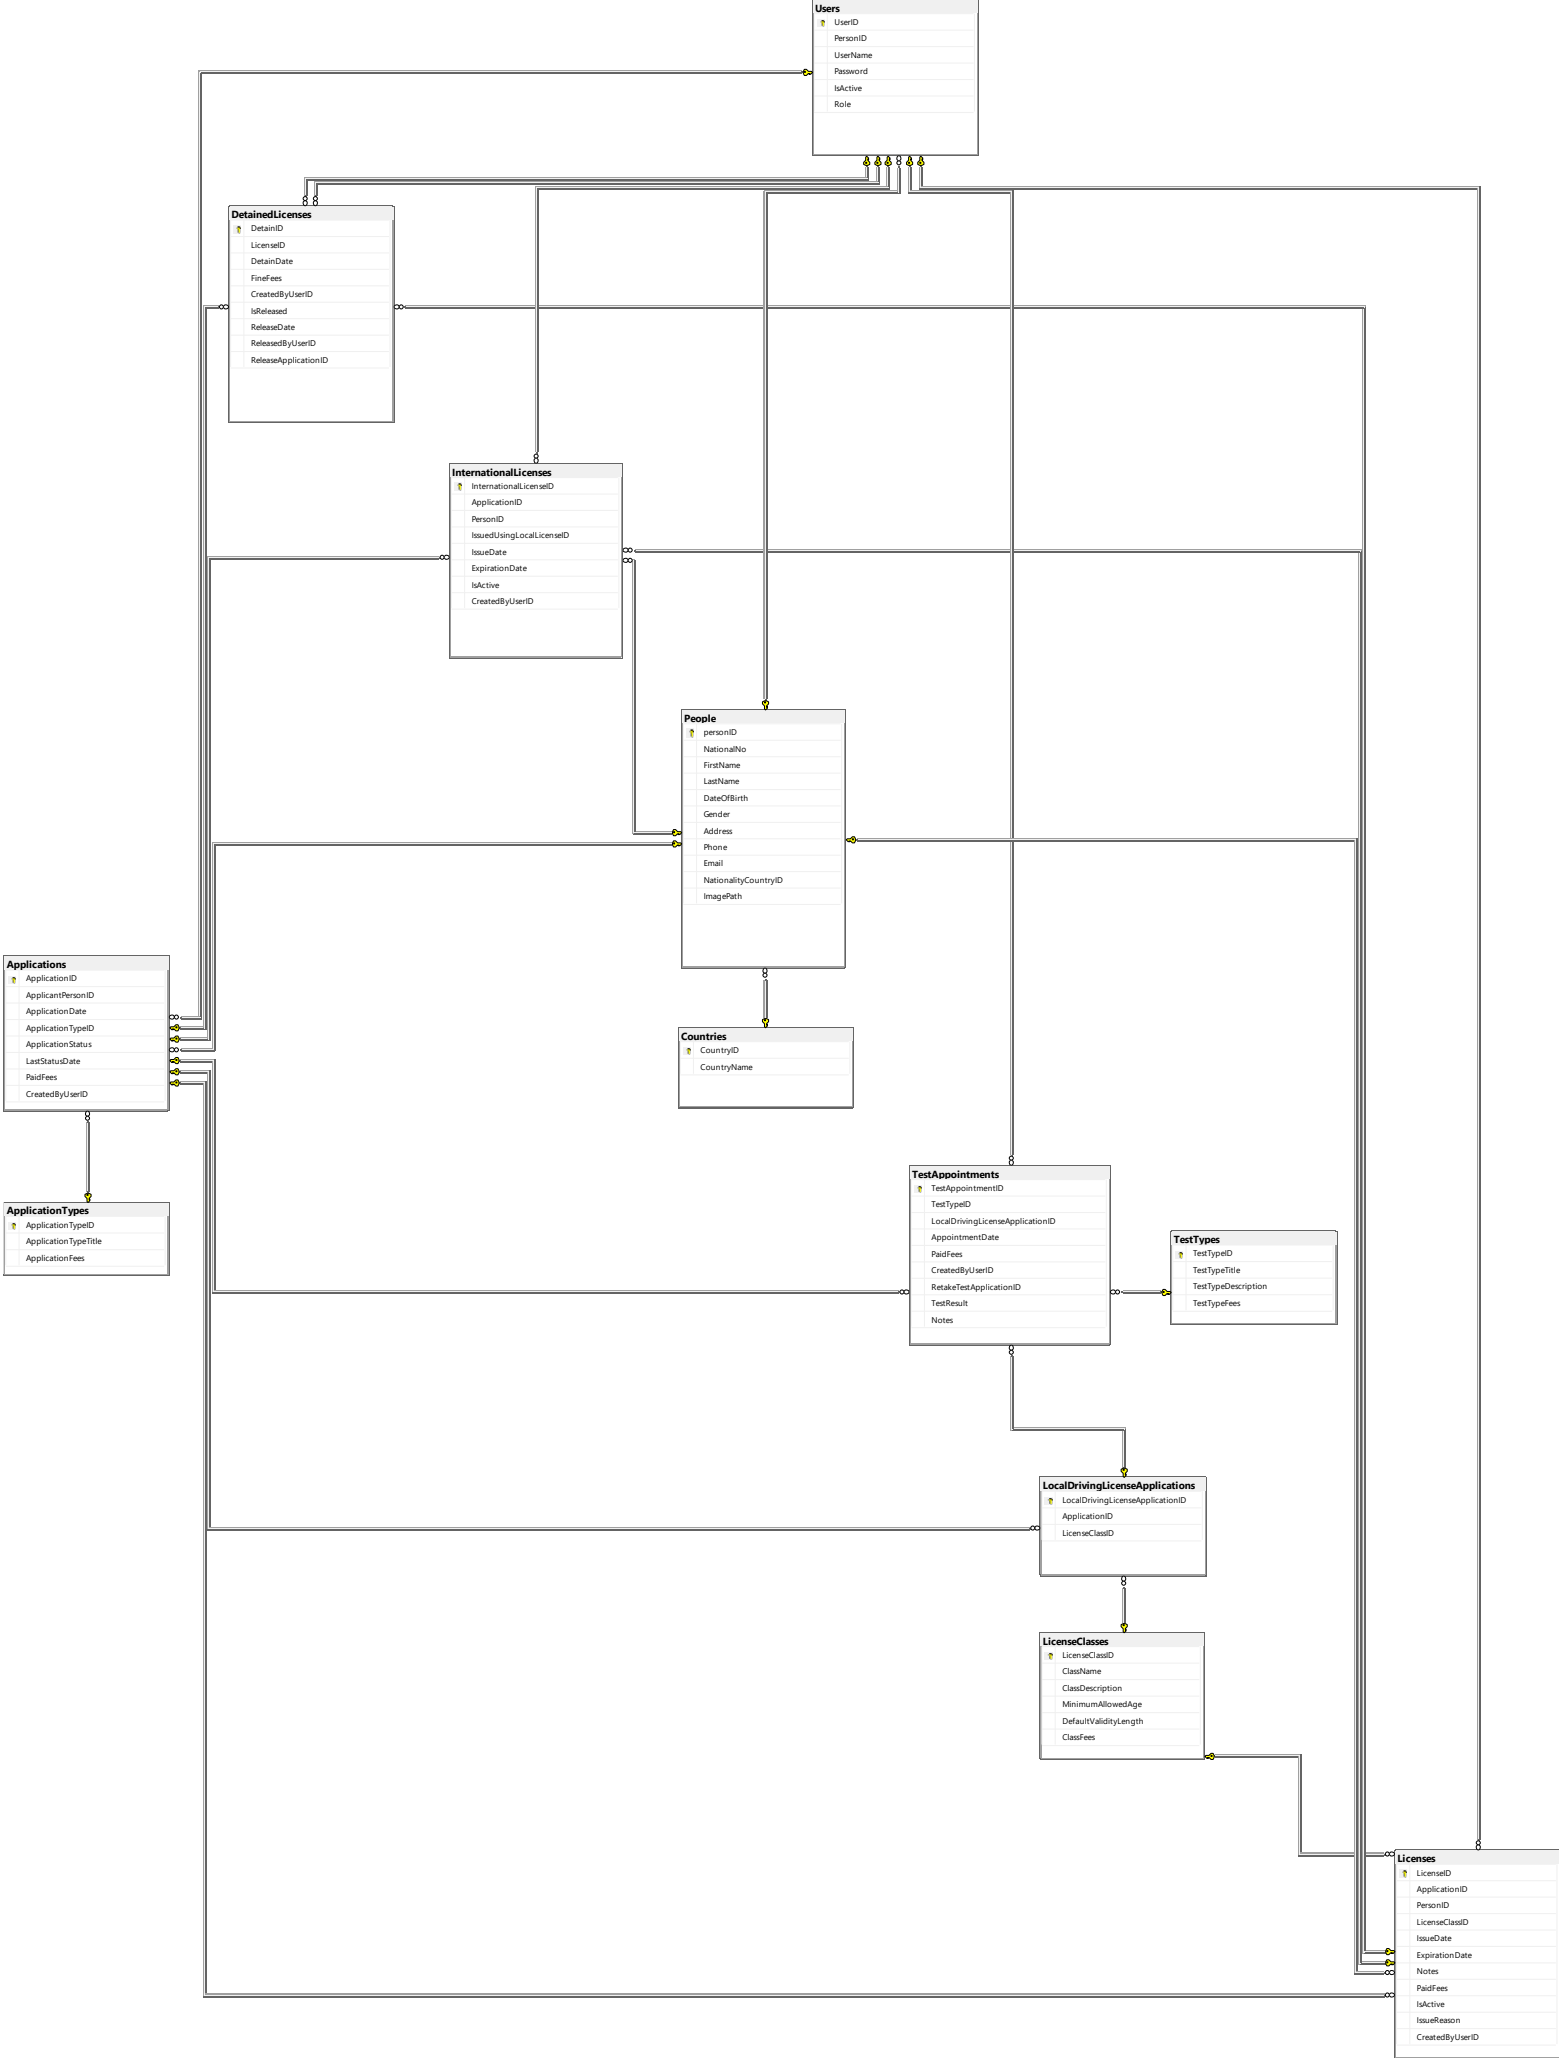 Users
UserID
PersonID
UserName
Password
IsActive
Role
DetainedLicenses
DetainID
LicenseID
DetainDate
FineFees
CreatedByUserID
IsReleased
ReleaseDate
ReleasedByUserID
ReleaseApplicationID
InternationalLicenses
InternationalLicenseID
ApplicationID
PersonID
IssuedUsingLocalLicenseID
IssueDate
ExpirationDate
IsActive
CreatedByUserID
People
personID
NationalNo
FirstName
LastName
DateOfBirth
Gender
Address
Phone
Email
NationalityCountryID
ImagePath
Applications
ApplicationID
ApplicantPersonID
ApplicationDate
ApplicationTypeID
ApplicationStatus
LastStatusDate
PaidFees
CreatedByUserID
Countries
CountryID
CountryName
ApplicationTypes
ApplicationTypeID
ApplicationTypeTitle
ApplicationFees
TestAppointments
TestAppointmentID
TestTypeID
LocalDrivingLicenseApplicationID
AppointmentDate
PaidFees
CreatedByUserID
RetakeTestApplicationID
TestResult
Notes
TestTypes
TestTypeID
TestTypeTitle
TestTypeDescription
TestTypeFees
LocalDrivingLicenseApplications
LocalDrivingLicenseApplicationID
ApplicationID
LicenseClassID
LicenseClasses
LicenseClassID
ClassName
ClassDescription
MinimumAllowedAge
DefaultValidityLength
ClassFees
Licenses
LicenseID
ApplicationID
PersonID
LicenseClassID
IssueDate
ExpirationDate
Notes
PaidFees
IsActive
IssueReason
CreatedByUserID